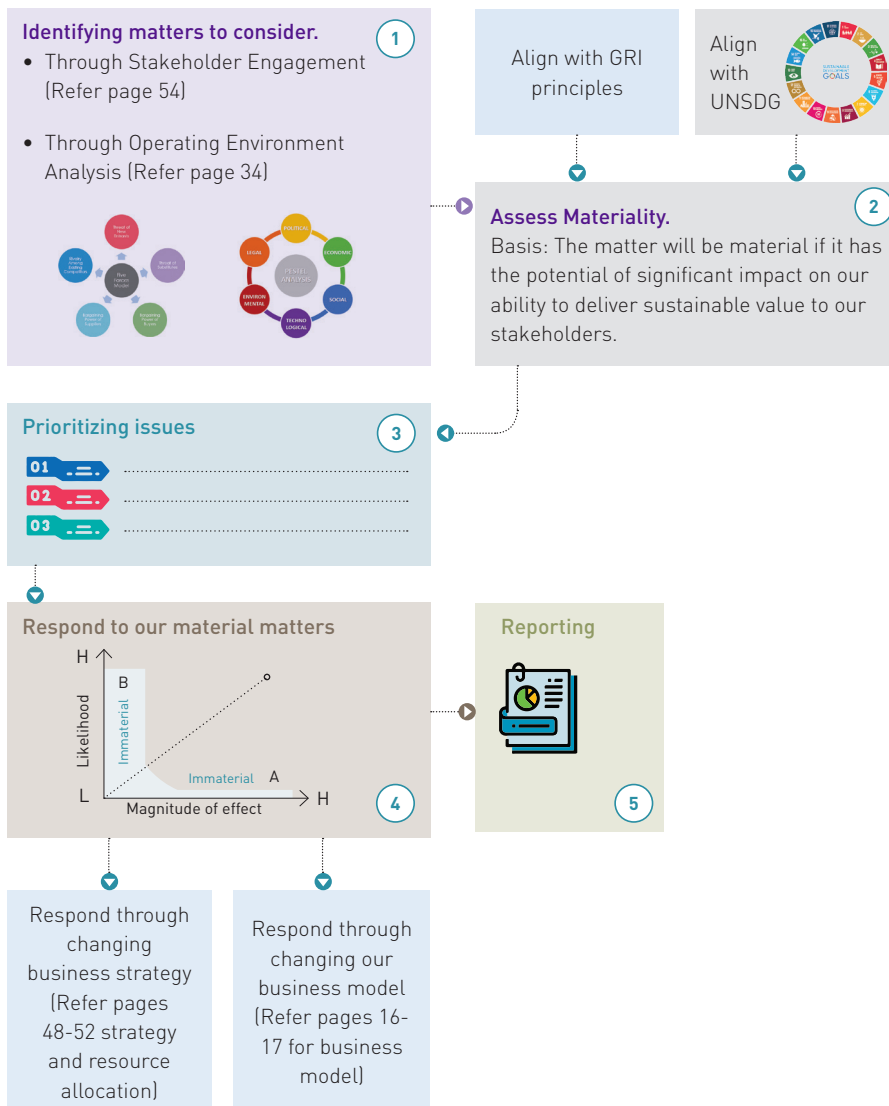 Identifying matters to consider.
1
• Through Stakeholder Engagement
(Refer page 54)
• Through Operating Environment
Analysis (Refer page 34)
POLITICAL
LEGAL
ECONOMIC
PESTEL
ANALYSIS
ENVIRON
MENTAL
SOCIAL
TECHNO
LOGICAL
Align with GRI
principles
Align
with
UNSDG
GOALS
2
Assess Materiality.
Basis: The matter will be material if it has
the potential of significant impact on our
ability to deliver sustainable value to our
stakeholders.
Prioritizing issues
3
01
02
03
Respond to our material matters
H
B
Likelihood
Immaterial
Immaterial
A
L
Magnitude of effect
H
4
Reporting
5
Respond through
changing
business strategy
(Refer pages
48-52 strategy
and resource
allocation)
Respond through
changing our
business model
(Refer pages 16-
17 for business
model)